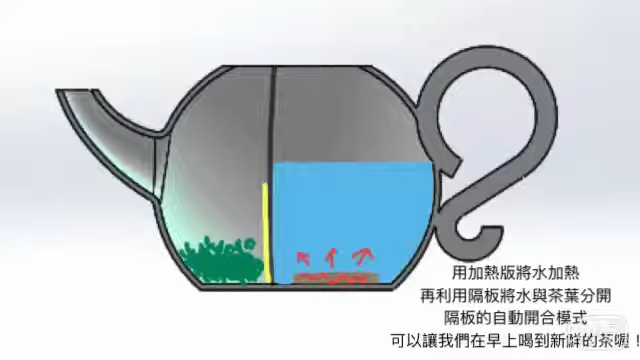 用加熱版將水加熱
再利用隔板將水與茶葉分開
隔板的自動開合模式
可以讓我們在早上喝到新鮮的茶喔！